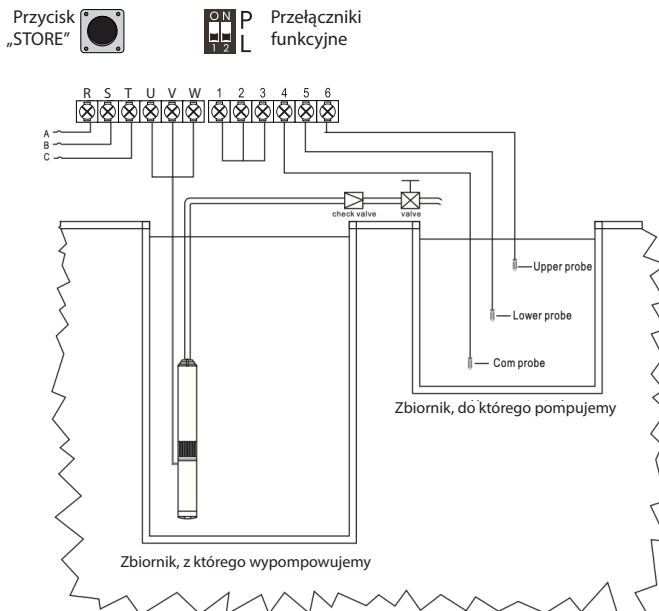 Przycisk
„STORE”
ON
1 2
P
L
Przełączniki
funkcyjne
R S T U V W 1 2 3 4 5 6
A
B
C
check valve
valve
Upper probe
Lower probe
Com probe
Zbiornik, do którego pompujemy
Zbiornik, z którego wypompowujemy